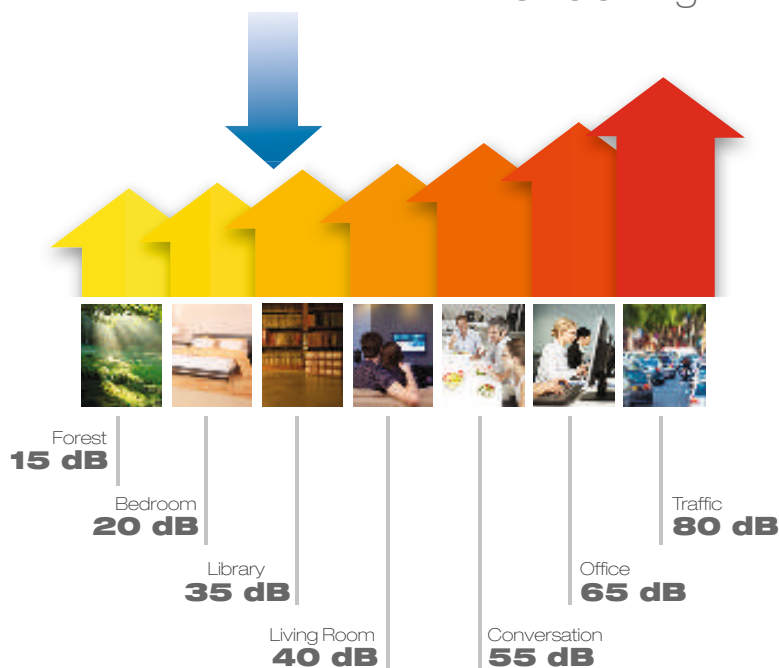 Forest
15 dB
Bedroom
20 dB
Library
35 dB
Living Room
40 dB
Conversation
55 dB
Office
65 dB
Traffic
80 dB